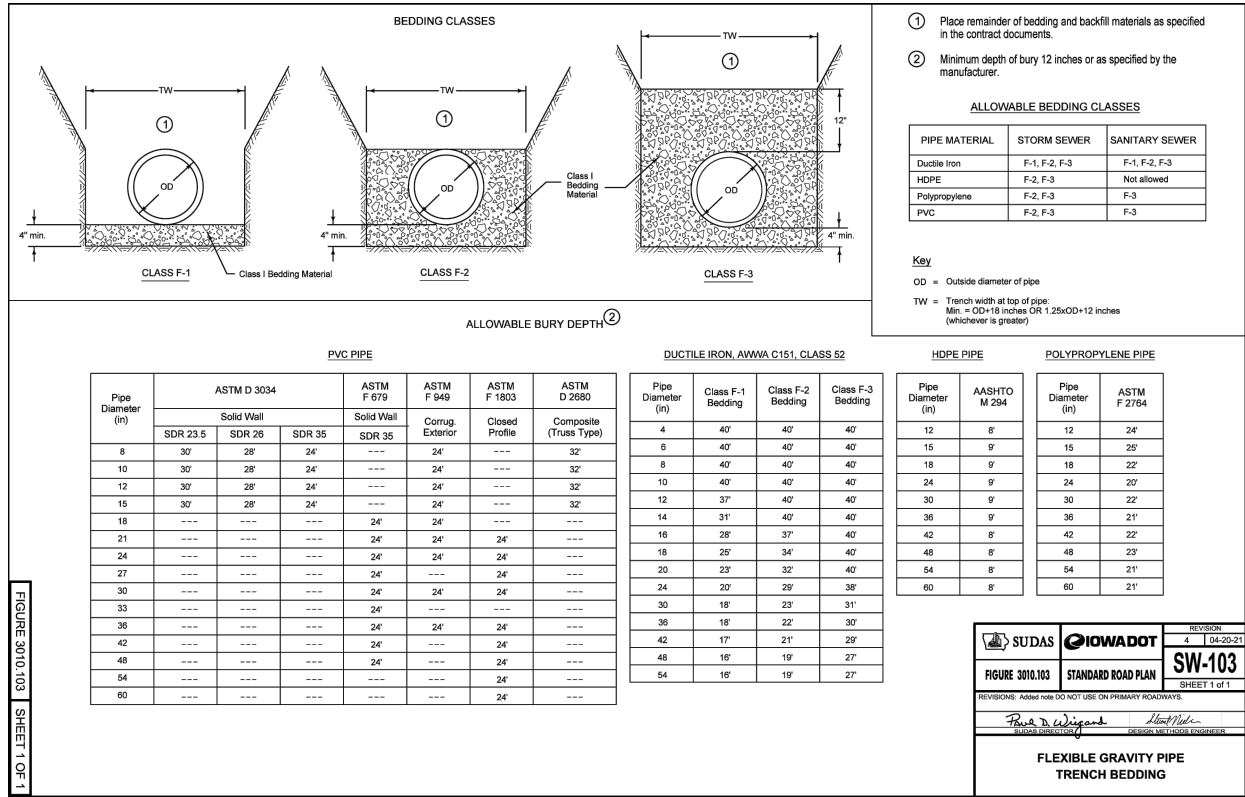 BEDDING CLASSES
TW
1
OD
4" min.
CLASS F-1
Class I Bedding Material
TW
1
OD
4" min.
CLASS F-2
Class I
Bedding
Material
TW
1
12"
OD
4" min.
CLASS F-3
1 Place remainder of bedding and backfill materials as specified
in the contract documents.
2 Minimum depth of bury 12 inches or as specified by the
manufacturer.
ALLOWABLE BEDDING CLASSES
PIPE MATERIAL STORM SEWER SANITARY SEWER
Ductile Iron F-1, F-2, F-3 F-1, F-2, F-3
HDPE F-2, F-3 Not allowed
Polypropylene F-2, F-3 F-3
PVC F-2, F-3 F-3
Key
OD = Outside diameter of pipe
TW = Trench width at top of pipe:
Min. = OD+18 inches OR 1.25xOD+12 inches
(whichever is greater)
ALLOWABLE BURY DEPTH 2
PVC PIPE
Pipe
Diameter
(in)
ASTM D 3034
Solid Wall
SDR 23.5 SDR 26 SDR 35
ASTM
F 679
Solid Wall
SDR 35
ASTM
F 949
Corrug.
Exterior
ASTM
F 1803
Closed
Profile
ASTM
D 2680
Composite
(Truss Type)
8 30' 28' 24' --- 24' --- 32'
10 30' 28' 24' --- 24' --- 32'
12 30' 28' 24' --- 24' --- 32'
15 30' 28' 24' --- 24' --- 32'
18 --- --- --- 24' 24' --- ---
21 --- --- --- 24' 24' 24' ---
24 --- --- --- 24' 24' 24' ---
27 --- --- --- 24' --- 24' ---
30 --- --- --- 24' 24' 24' ---
33 --- --- --- 24' --- --- ---
36 --- --- --- 24' 24' 24' ---
42 --- --- --- 24' --- 24' ---
48 --- --- --- 24' --- 24' ---
54 --- --- --- --- --- 24' ---
60 --- --- --- --- --- 24' ---
DUCTILE IRON, AWWA C151, CLASS 52
Pipe
Diameter
(in)
Class F-1
Bedding
Class F-2
Bedding
Class F-3
Bedding
4 40' 40' 40'
6 40' 40' 40'
8 40' 40' 40'
10 40' 40' 40'
12 37' 40' 40'
14 31' 40' 40'
16 28' 37' 40'
18 25' 34' 40'
20 23' 32' 40'
24 20' 29' 38'
30 18' 23' 31'
36 18' 22' 30'
42 17' 21' 29'
48 16' 19' 27'
54 16' 19' 27'
HDPE PIPE
Pipe
Diameter
(in)
AASHTO
M 294
12 8'
15 9'
18 9'
24 9'
30 9'
36 9'
42 8'
48 8'
54 8'
60 8'
POLYPROPYLENE PIPE
Pipe
Diameter
(in)
ASTM
F 2764
12 24'
15 25'
18 22'
24 20'
30 22'
36 21'
42 22'
48 23'
54 21'
60 21'
FIGURE 3010.103
SHEET 1 OF 1
SUDAS
IOWADOT
REVISION
4 04-20-21
SW-103
SHEET 1 of 1
FIGURE 3010.103
STANDARD ROAD PLAN
REVISIONS: Added note DO NOT USE ON PRIMARY ROADWAYS.
Paul D. Wiegand
SUDAS DIRECTOR
DESIGN METHODS ENGINEER
FLEXIBLE GRAVITY PIPE
TRENCH BEDDING